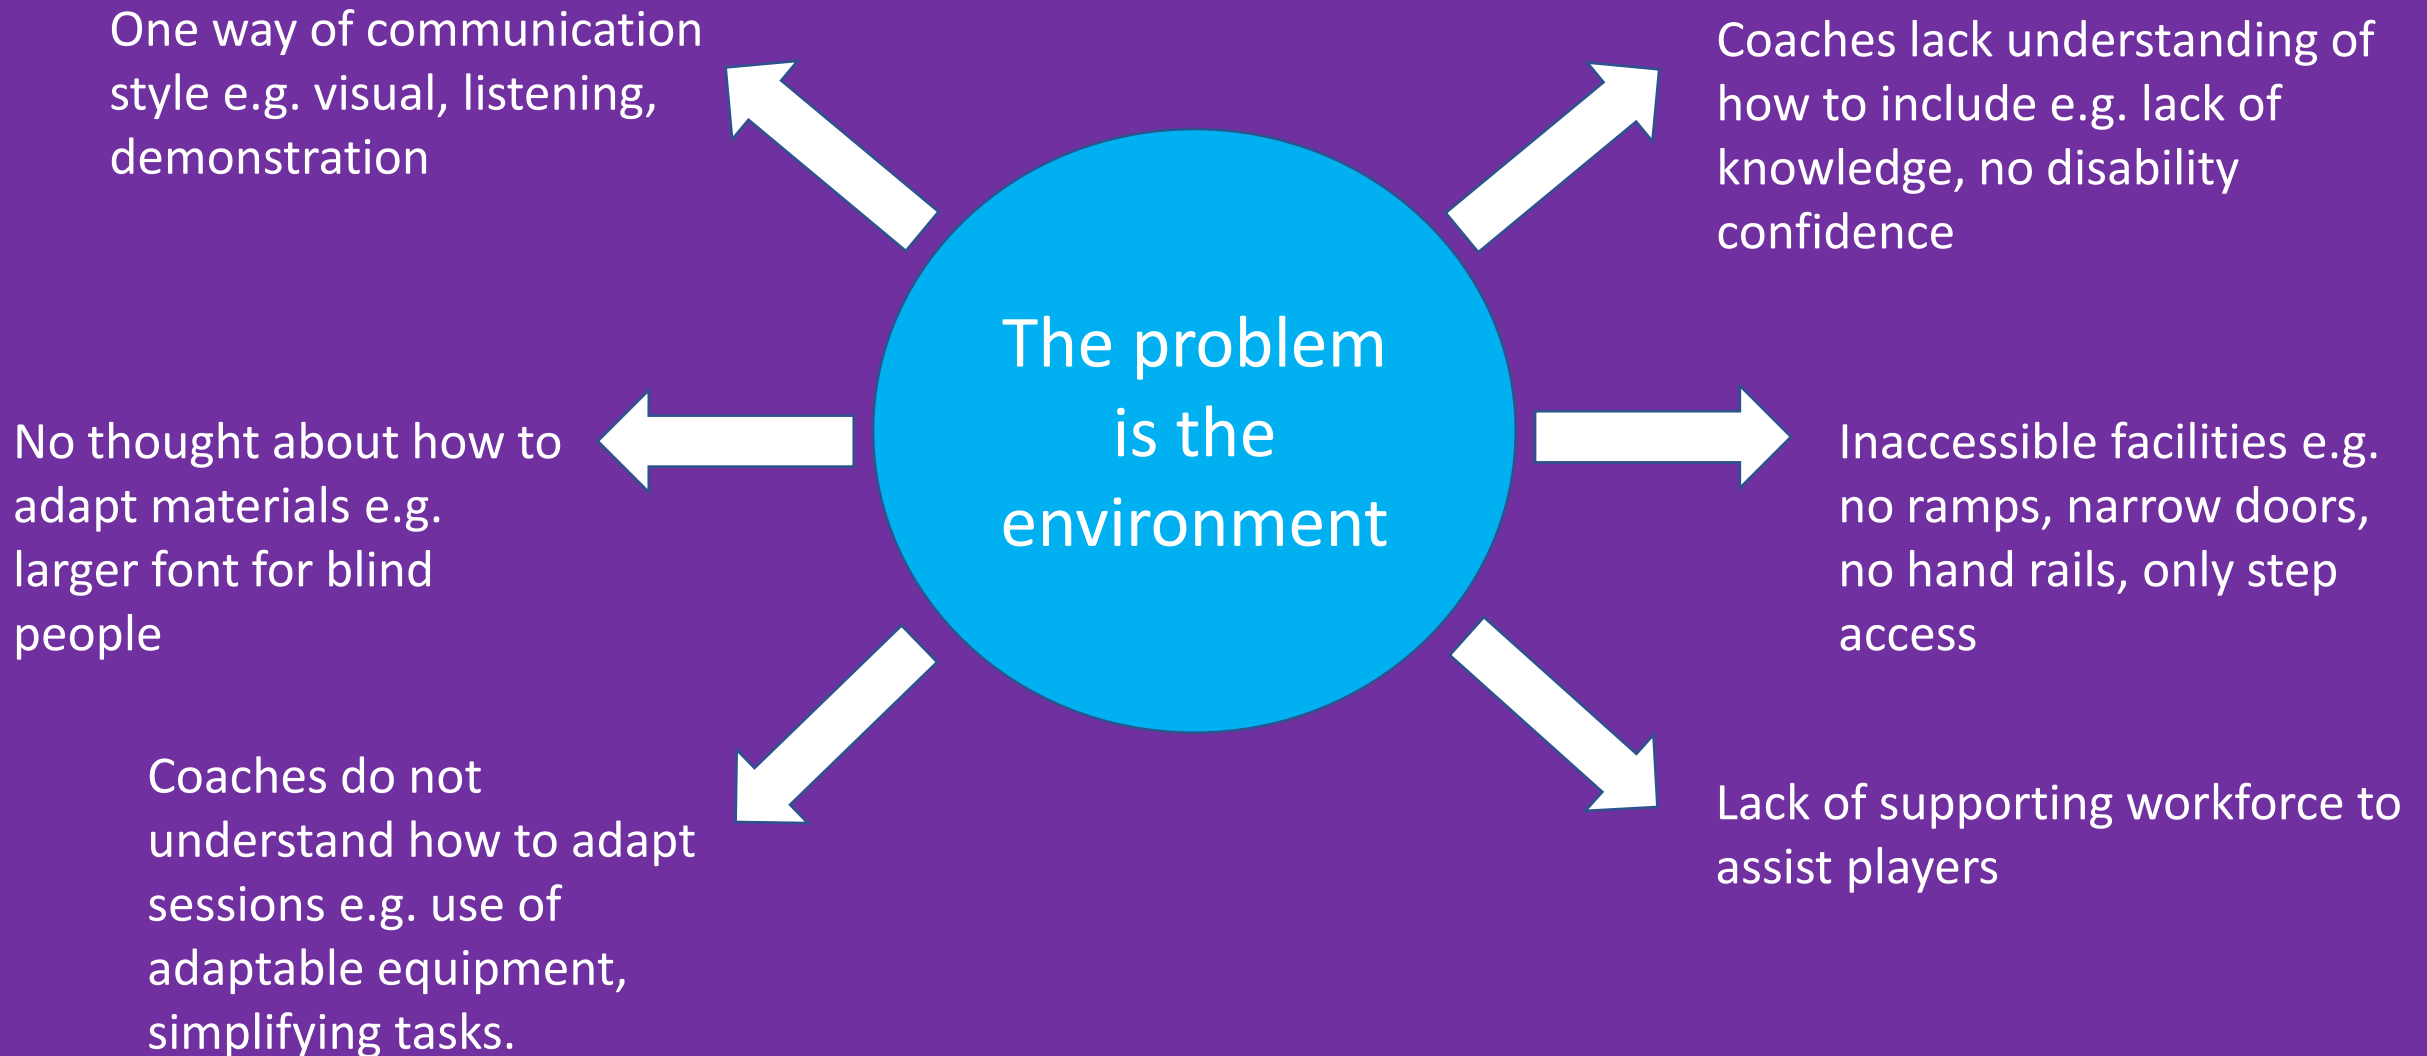 One way of communication
style e.g. visual, listening,
demonstration
Coaches lack understanding of
how to include e.g. lack of
knowledge, no disability
confidence
The problem
is the
environment
No thought about how to
adapt materials e.g.
larger font for blind
people
Inaccessible facilities e.g.
no ramps, narrow doors,
no hand rails, only step
access
Coaches do not
understand how to adapt
sessions e.g. use of
adaptable equipment,
simplifying tasks.
Lack of supporting workforce to
assist players